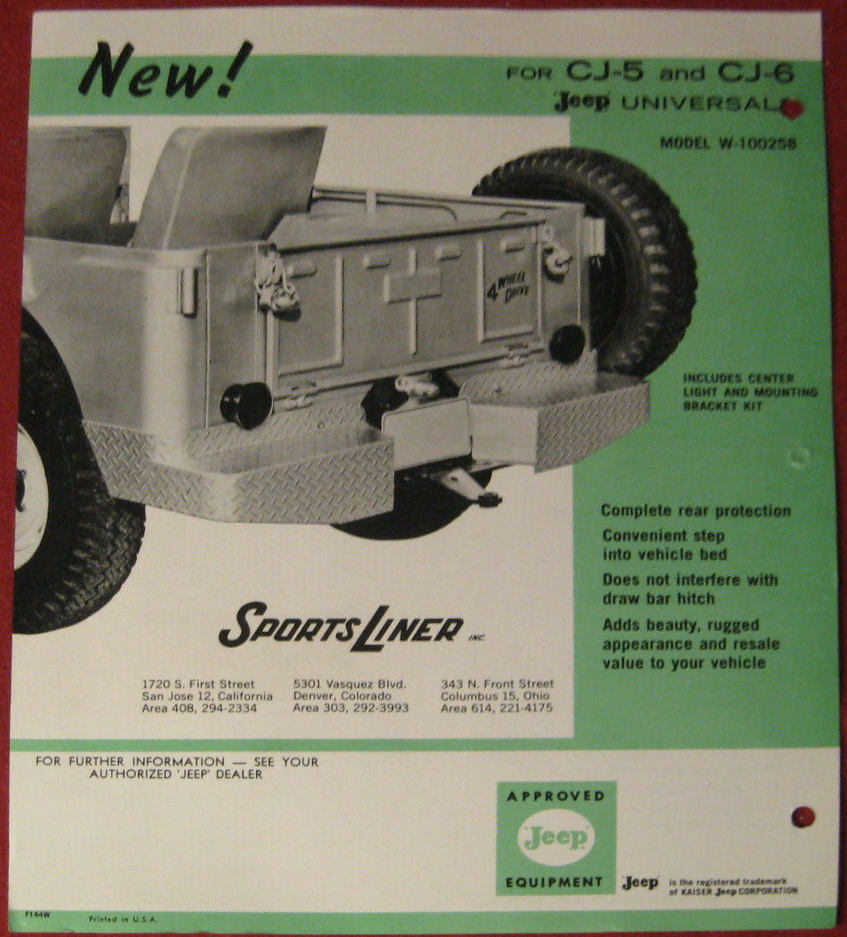 New!
FOR CJ-5 and CJ-6
'Jeep' UNIVERSALS
MODEL W-100258
4 WHEEL
DRIVE
INCLUDES CENTER
LIGHT AND MOUNTING
BRACKET KIT
Complete rear protection
Convenient step
into vehicle bed
Does not interfere with
draw bar hitch
Adds beauty, rugged
appearance and resale
value to your vehicle
SPORTSLINER INC.
1720 S. First Street
San Jose 12, California
Area 408, 294-2334
5301 Vasquez Blvd.
Denver, Colorado
Area 303, 292-3993
343 N. Front Street
Columbus 15, Ohio
Area 614, 221-4175
FOR FURTHER INFORMATION — SEE YOUR
AUTHORIZED 'JEEP' DEALER
APPROVED
'Jeep'
EQUIPMENT
'Jeep' is the registered trademark
of KAISER Jeep CORPORATION
F144W
Printed in U.S.A.